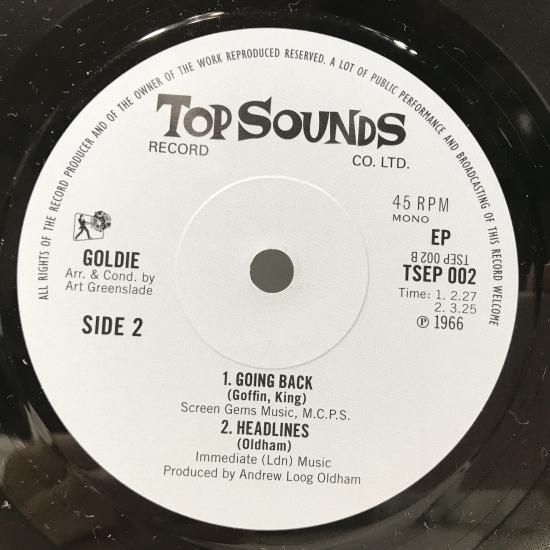 ALL RIGHTS OF THE RECORD PRODUCER AND OF THE OWNER OF THE WORK REPRODUCED RESERVED. A LOT OF PUBLIC PERFORMANCE AND BROADCASTING OF THIS RECORD WELCOME
TOP SOUNDS
RECORD CO. LTD.
45 RPM
MONO
EP
TSEP 002 B
TSEP 002
Time: 1. 2.27
2. 3.25
℗ 1966
GOLDIE
Arr. & Cond. by
Art Greenslade
SIDE 2
1. GOING BACK
(Goffin, King)
Screen Gems Music, M.C.P.S.
2. HEADLINES
(Oldham)
Immediate (Ldn) Music
Produced by Andrew Loog Oldham